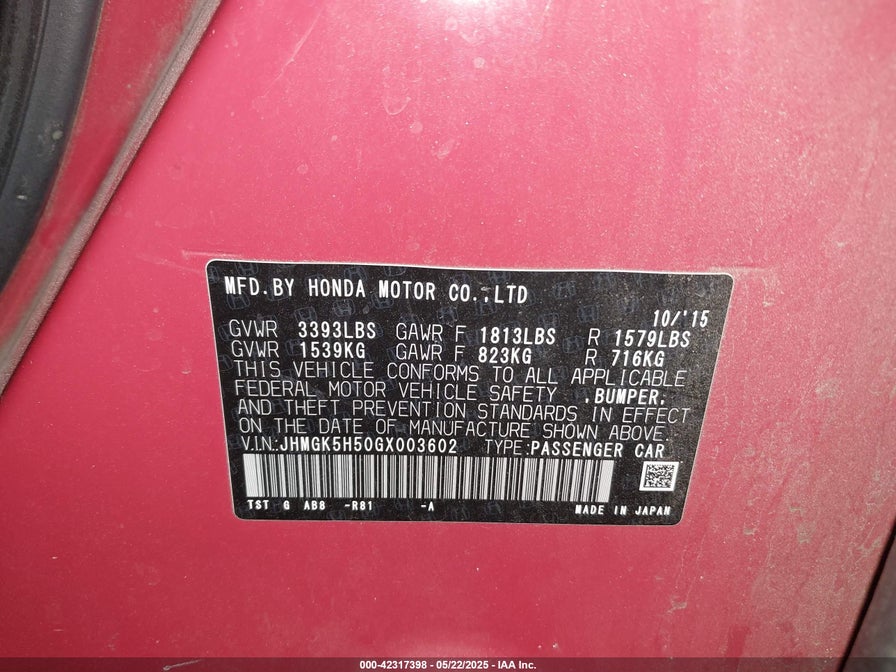 MFD.BY HONDA MOTOR CO.,LTD
10/'15
GVWR 3393LBS GAWR F 1813LBS R 1579LBS
GVWR 1539KG GAWR F 823KG R 716KG
THIS VEHICLE CONFORMS TO ALL APPLICABLE
FEDERAL MOTOR VEHICLE SAFETY ,BUMPER,
AND THEFT PREVENTION STANDARDS IN EFFECT
ON THE DATE OF MANUFACTURE SHOWN ABOVE.
V.IN:JHMGK5H50GX003602 TYPE:PASSENGER CAR
TST G AB8 -R81 -A MADE IN JAPAN
000-42317398 - 05/22/2025 - IAA Inc.